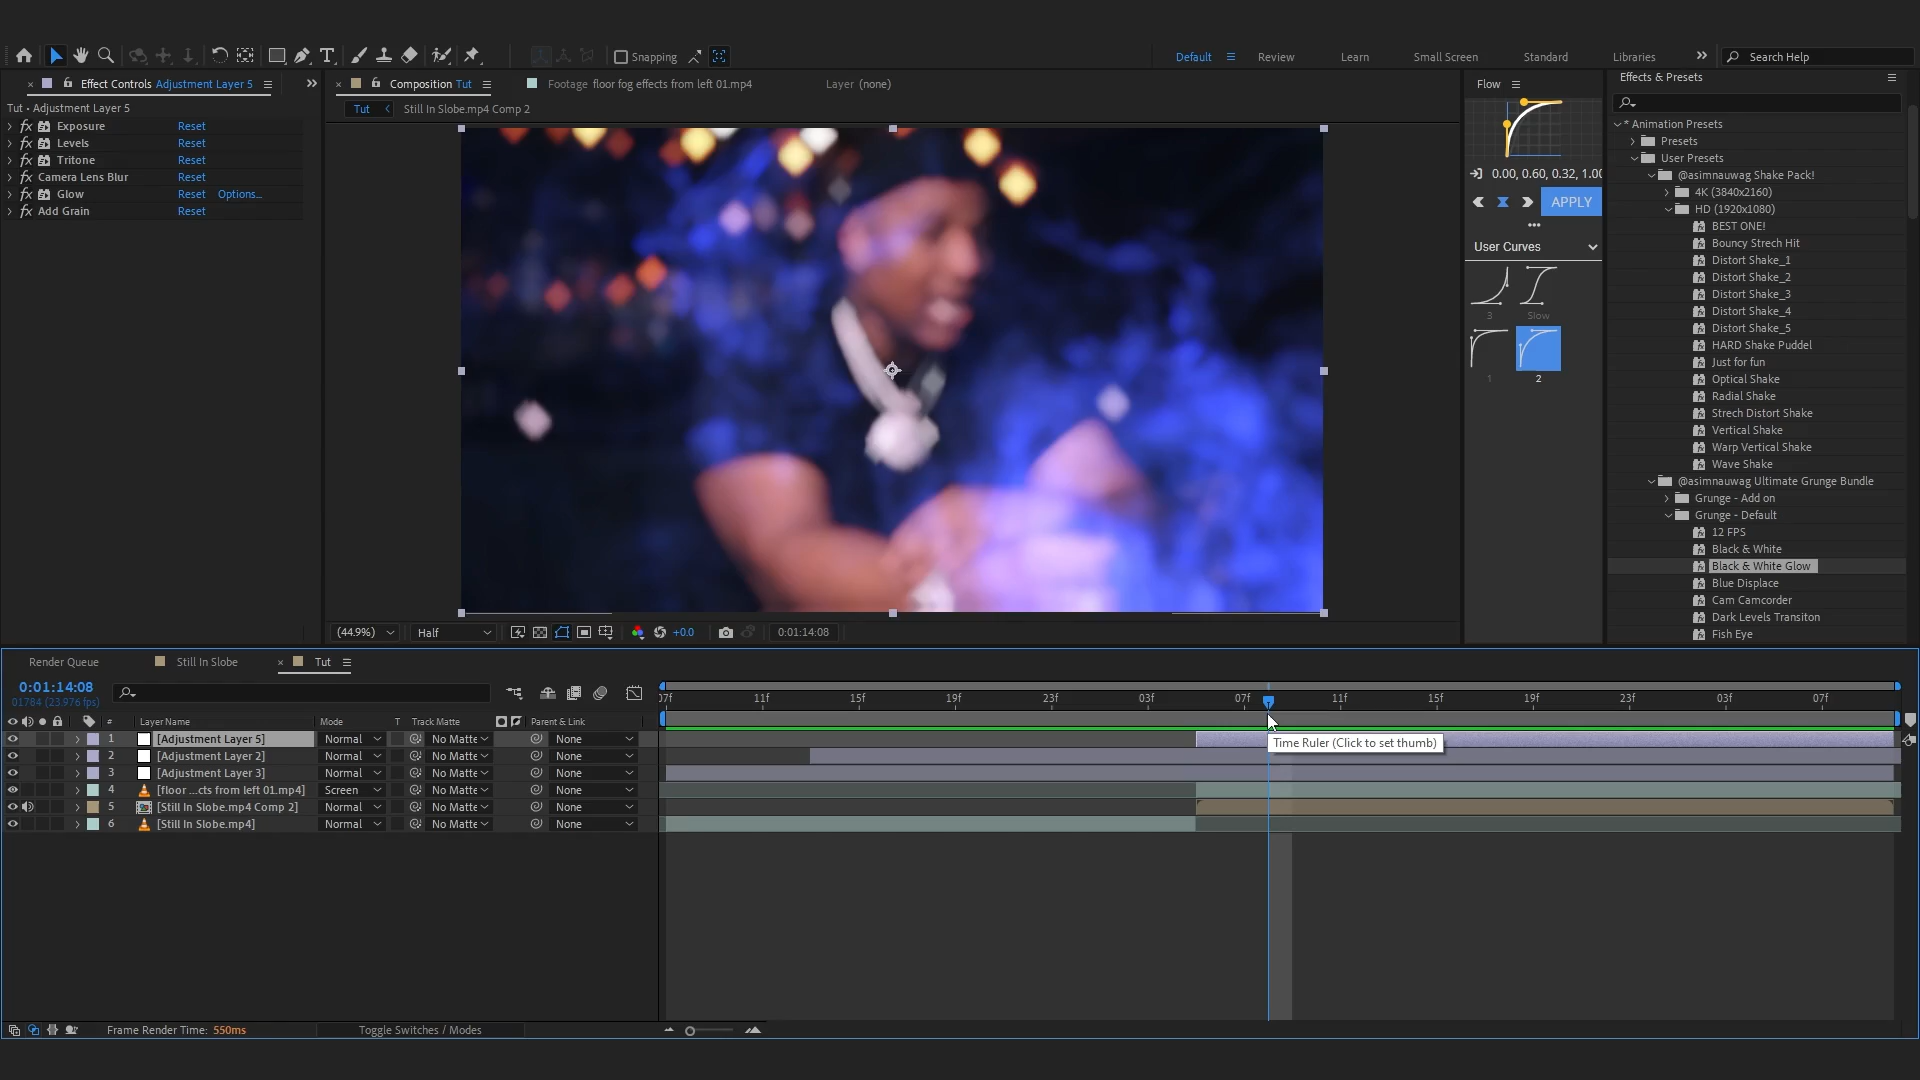 Snapping
Default
Review
Learn
Small Screen
Standard
Libraries
Search Help
Effect Controls Adjustment Layer 5
Composition Tut
Footage floor fog effects from left 01.mp4
Layer (none)
Flow
Effects & Presets
Tut • Adjustment Layer 5
Tut
Still In Slobe.mp4 Comp 2
fx Exposure Reset
fx Levels Reset
fx Tritone Reset
fx Camera Lens Blur Reset
fx Glow Reset Options...
fx Add Grain Reset
0.00, 0.60, 0.32, 1.00
APPLY
User Curves
3
Slow
1
2
* Animation Presets
Presets
User Presets
@asimnauwag Shake Pack!
4K (3840x2160)
HD (1920x1080)
BEST ONE!
Bouncy Strech Hit
Distort Shake_1
Distort Shake_2
Distort Shake_3
Distort Shake_4
Distort Shake_5
HARD Shake Puddel
Just for fun
Optical Shake
Radial Shake
Strech Distort Shake
Vertical Shake
Warp Vertical Shake
Wave Shake
@asimnauwag Ultimate Grunge Bundle
Grunge - Add on
Grunge - Default
12 FPS
Black & White
Black & White Glow
Blue Displace
Cam Camcorder
Dark Levels Transiton
Fish Eye
(44.9%)
Half
+0.0
0:01:14:08
Render Queue
Still In Slobe
Tut
0:01:14:08
01784 (23.976 fps)
07f 11f 15f 19f 23f 03f 07f 11f 15f 19f 23f 03f 07f
# Layer Name Mode T Track Matte Parent & Link
1 [Adjustment Layer 5] Normal No Matte None
Time Ruler (Click to set thumb)
2 [Adjustment Layer 2] Normal No Matte None
3 [Adjustment Layer 3] Normal No Matte None
4 [floor ...cts from left 01.mp4] Screen No Matte None
5 [Still In Slobe.mp4 Comp 2] Normal No Matte None
6 [Still In Slobe.mp4] Normal No Matte None
Frame Render Time: 550ms
Toggle Switches / Modes